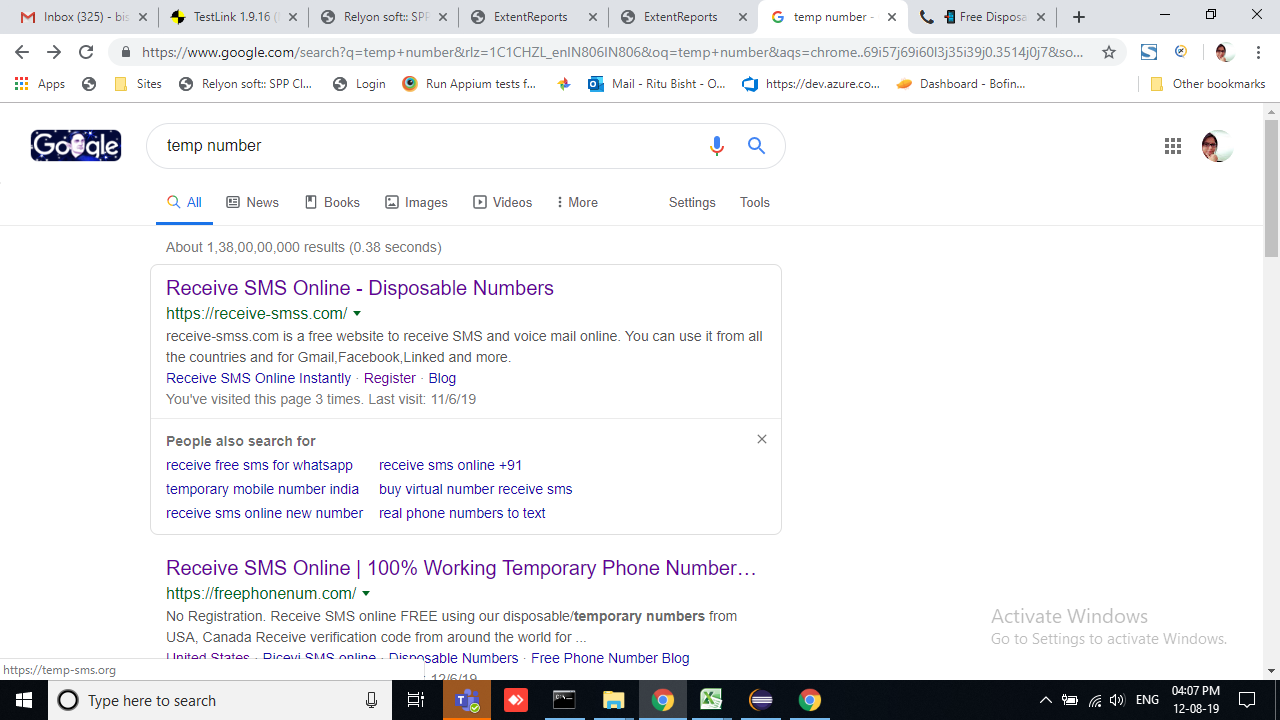 Inbox (325) - bis
TestLink 1.9.16 (
Relyon soft:: SPP
ExtentReports
ExtentReports
temp number -
Free Disposa
https://www.google.com/search?q=temp+number&rlz=1C1CHZL_enIN806IN806&oq=temp+number&aqs=chrome..69i57j69i60l3j35i39j0.3514j0j7&so...
Apps
Sites
Relyon soft:: SPP Cl...
Login
Run Appium tests f...
Mail - Ritu Bisht - O...
https://dev.azure.co...
Dashboard - Bofin...
Other bookmarks
Google
temp number
All
News
Books
Images
Videos
More
Settings
Tools
About 1,38,00,00,000 results (0.38 seconds)
Receive SMS Online - Disposable Numbers
https://receive-smss.com/
receive-smss.com is a free website to receive SMS and voice mail online. You can use it from all
the countries and for Gmail,Facebook,Linked and more.
Receive SMS Online Instantly · Register · Blog
You've visited this page 3 times. Last visit: 11/6/19
People also search for
receive free sms for whatsapp
receive sms online +91
temporary mobile number india
buy virtual number receive sms
receive sms online new number
real phone numbers to text
Receive SMS Online | 100% Working Temporary Phone Number...
https://freephonenum.com/
No Registration. Receive SMS online FREE using our disposable/temporary numbers from
USA, Canada Receive verification code from around the world for ...
United States · Ricevi SMS online · Disposable Numbers · Free Phone Number Blog
: 12/6/19
https://temp-sms.org
Activate Windows
Go to Settings to activate Windows.
Type here to search
ENG
04:07 PM
12-08-19